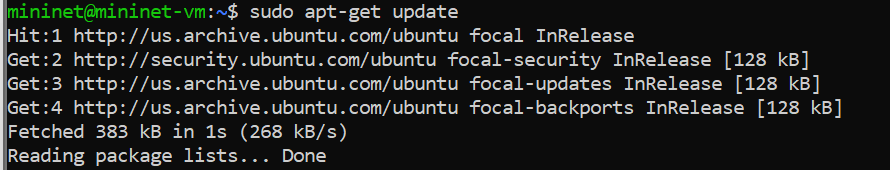 mininet@mininet-vm:~$ sudo apt-get update
Hit:1 http://us.archive.ubuntu.com/ubuntu focal InRelease
Get:2 http://security.ubuntu.com/ubuntu focal-security InRelease [128 kB]
Get:3 http://us.archive.ubuntu.com/ubuntu focal-updates InRelease [128 kB]
Get:4 http://us.archive.ubuntu.com/ubuntu focal-backports InRelease [128 kB]
Fetched 383 kB in 1s (268 kB/s)
Reading package lists... Done